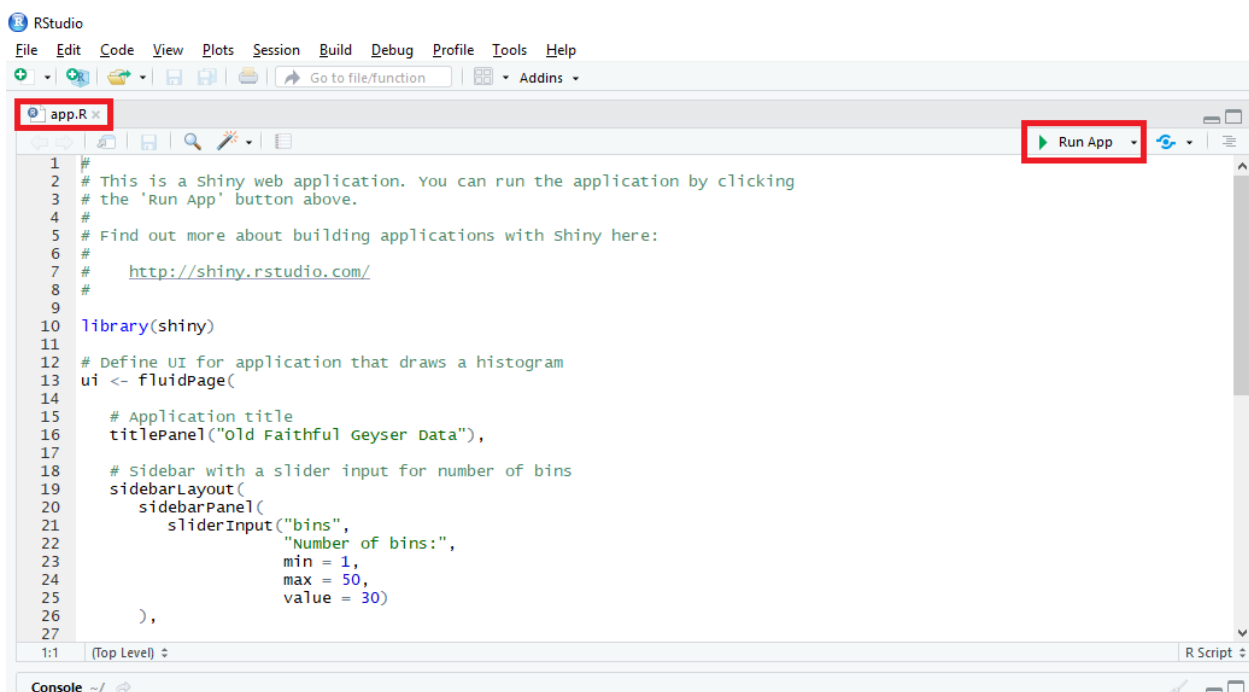 RStudio
File Edit Code View Plots Session Build Debug Profile Tools Help
Go to file/function Addins
app.R
Run App
1 #
2 # This is a Shiny web application. You can run the application by clicking
3 # the 'Run App' button above.
4 #
5 # Find out more about building applications with Shiny here:
6 #
7 #    http://shiny.rstudio.com/
8 #
9
10 library(shiny)
11
12 # Define UI for application that draws a histogram
13 ui <- fluidPage(
14
15    # Application title
16    titlePanel("Old Faithful Geyser Data"),
17
18    # Sidebar with a slider input for number of bins
19    sidebarLayout(
20       sidebarPanel(
21          sliderInput("bins",
22                      "Number of bins:",
23                      min = 1,
24                      max = 50,
25                      value = 30)
26       ),
27
1:1 (Top Level) R Script
Console ~/